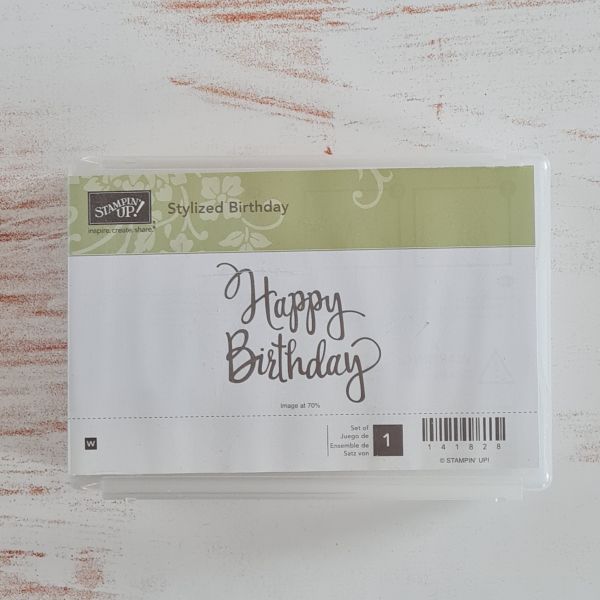 STAMPIN' UP!
inspire. create. share.®
Stylized Birthday
Happy
Birthday
Image at 70%
W
Set of
Juego de
Ensemble de
Satz von
1
141828
© STAMPIN' UP!